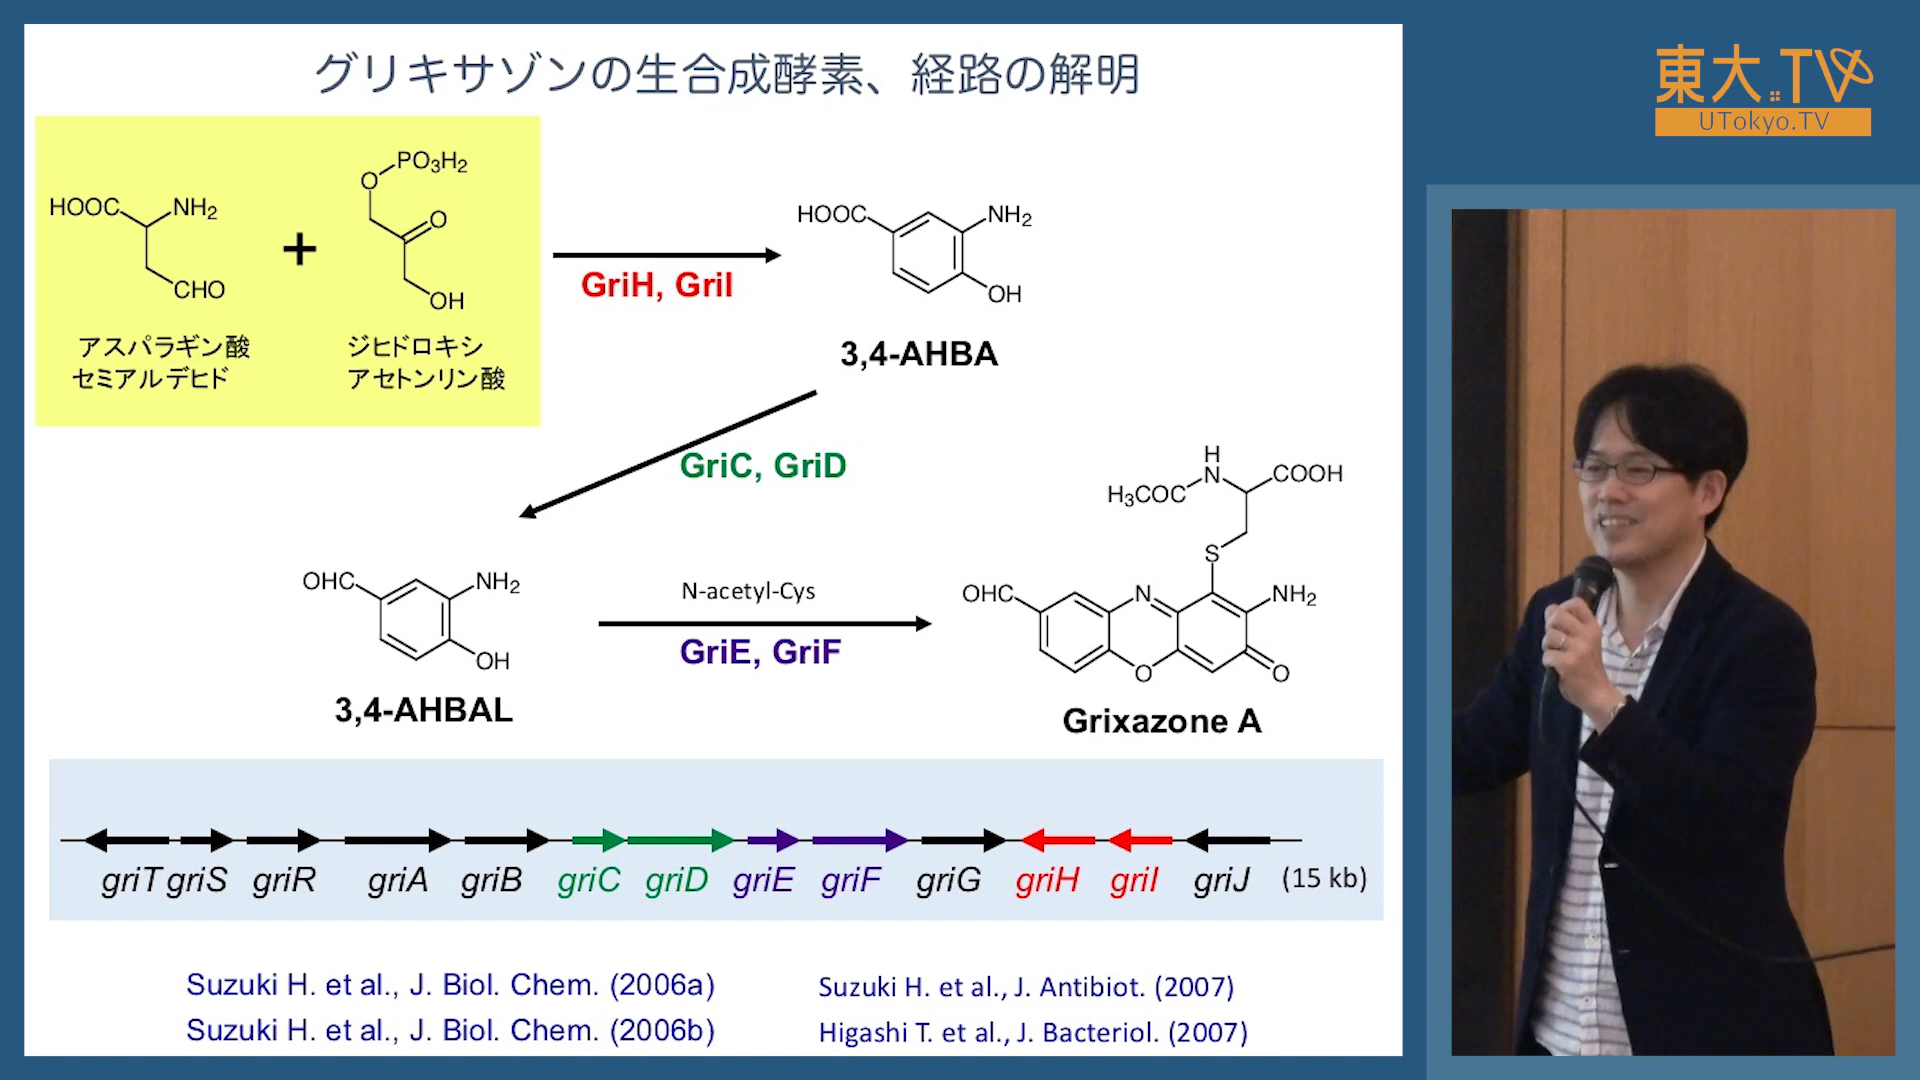 グリキサゾンの生合成酵素、経路の解明
東大.TV
UTokyo.TV
HOOC
NH2
CHO
+
O
PO3H2
O
OH
アスパラギン酸
セミアルデヒド
ジヒドロキシ
アセトンリン酸
GriH, GriI
HOOC
NH2
OH
3,4-AHBA
GriC, GriD
OHC
NH2
OH
3,4-AHBAL
N-acetyl-Cys
GriE, GriF
H
N
H3COC
COOH
S
OHC
N
NH2
O
O
Grixazone A
griT griS griR griA griB griC griD griE griF griG griH griI griJ (15 kb)
Suzuki H. et al., J. Biol. Chem. (2006a)
Suzuki H. et al., J. Biol. Chem. (2006b)
Suzuki H. et al., J. Antibiot. (2007)
Higashi T. et al., J. Bacteriol. (2007)